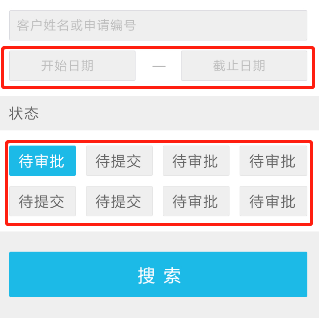 客户姓名或申请编号
开始日期 — 截止日期
状态
待审批 待提交 待审批 待审批
待提交 待提交 待审批 待审批
搜索